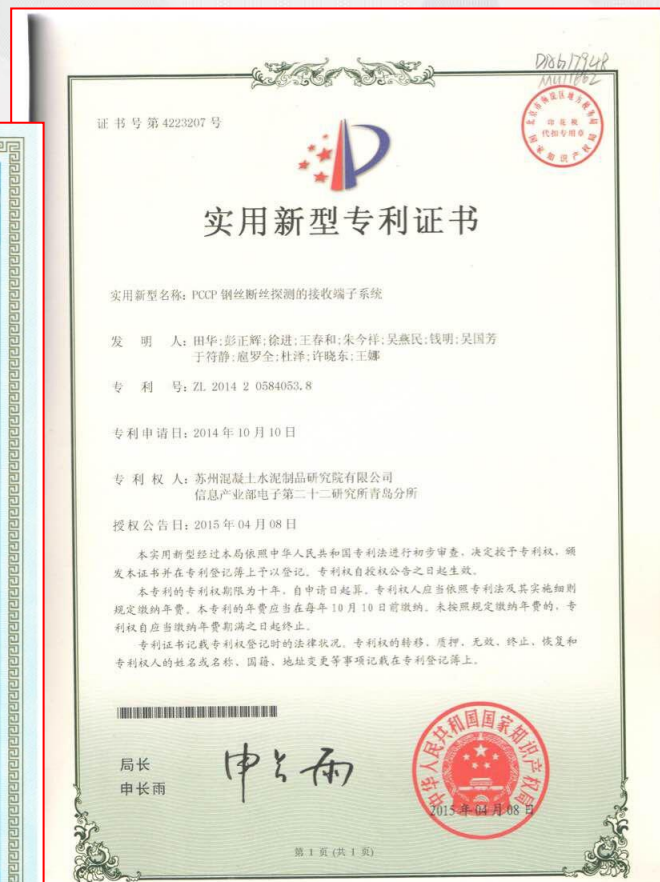 证书号第4223207号
实用新型专利证书
实用新型名称：PCCP钢丝断丝探测的接收端子系统
发明人：田华;彭正辉;徐进;王春和;朱今祥;吴燕民;钱明;吴国芳
于符静;扈罗全;杜泽;许晓东;王娜
专利号：ZL 2014 2 0584053.8
专利申请日：2014年10月10日
专利权人：苏州混凝土水泥制品研究院有限公司
信息产业部电子第二十二研究所青岛分所
授权公告日：2015年04月08日
本实用新型经过本局依照中华人民共和国专利法进行初步审查，决定授予专利权，颁
发本证书并在专利登记簿上予以登记。专利权自授权公告之日起生效。
本专利的专利权期限为十年，自申请日起算。专利权人应当依照专利法及其实施细则
规定缴纳年费。本专利的年费应当在每年10月10日前缴纳。未按照规定缴纳年费的，专
利权自应当缴纳年费期满之日起终止。
专利证书记载专利权登记时的法律状况。专利权的转移、质押、无效、终止、恢复和
专利权人的姓名或名称、国籍、地址变更等事项记载在专利登记簿上。
局长
申长雨
申长雨
中华人民共和国国家知识产权局
2015年04月08日
第1页(共1页)